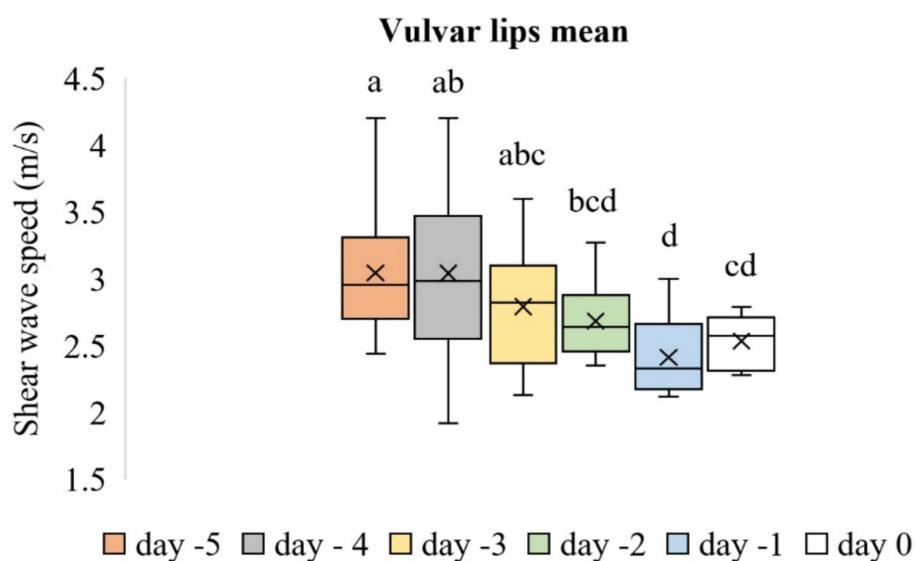 Vulvar lips mean
Shear wave speed (m/s)
4.5
4
3.5
3
2.5
2
1.5
a
ab
abc
bcd
d
cd
day -5
day - 4
day -3
day -2
day -1
day 0